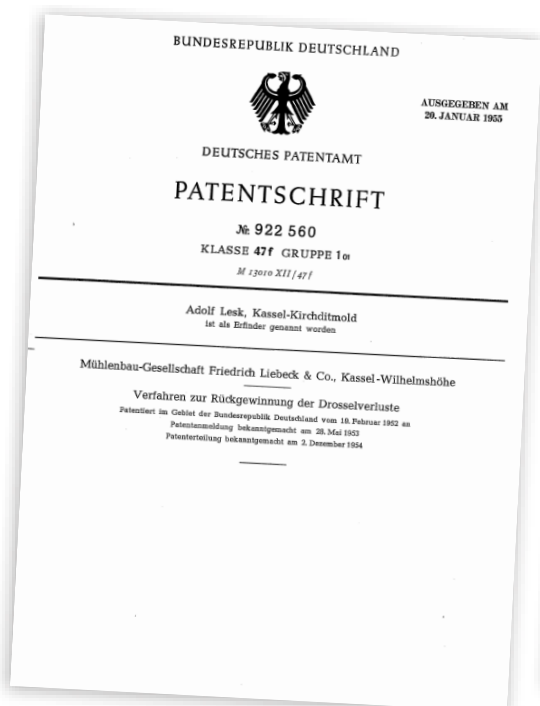 BUNDESREPUBLIK DEUTSCHLAND
AUSGEGEBEN AM
20. JANUAR 1955
DEUTSCHES PATENTAMT
PATENTSCHRIFT
№ 922 560
KLASSE 47f GRUPPE 1 01
M 13010 XII / 47 f
Adolf Lesk, Kassel-Kirchditmold
ist als Erfinder genannt worden
Mühlenbau-Gesellschaft Friedrich Liebeck & Co., Kassel-Wilhelmshöhe
Verfahren zur Rückgewinnung der Drosselverluste
Patentiert im Gebiet der Bundesrepublik Deutschland vom 10. Februar 1952 an
Patentanmeldung bekanntgemacht am 28. Mai 1953
Patenterteilung bekanntgemacht am 2. Dezember 1954